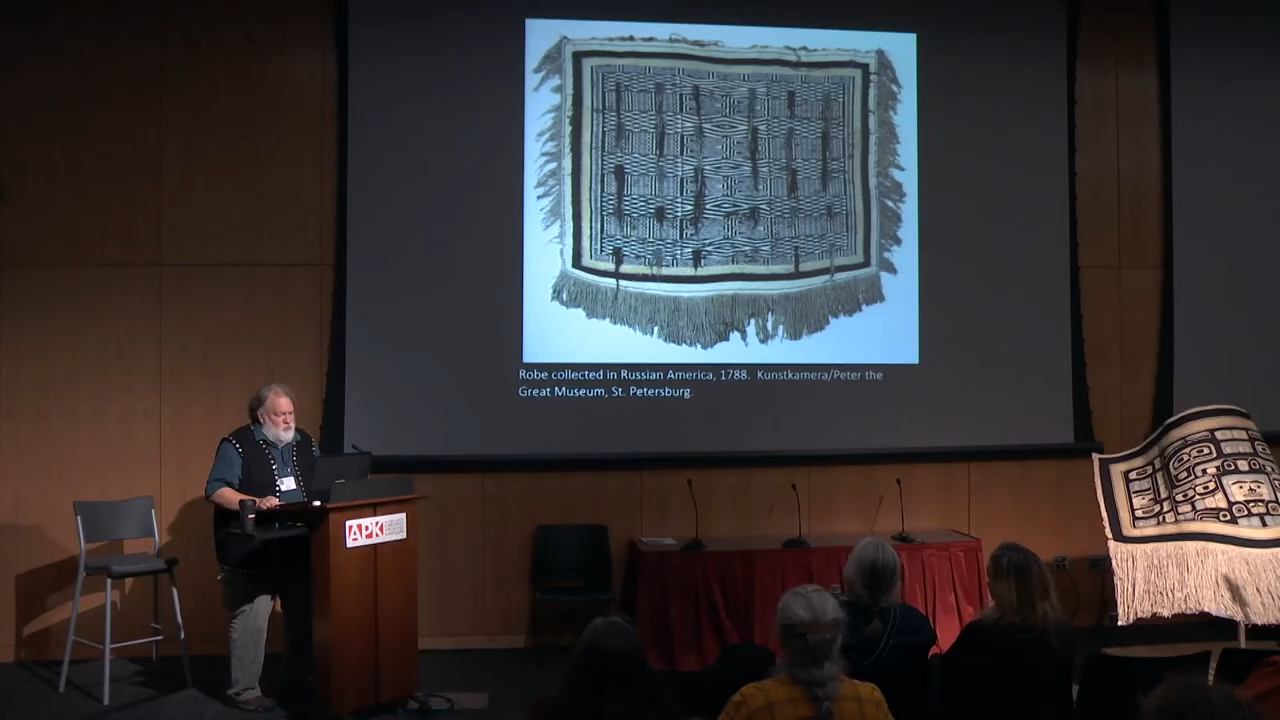 Robe collected in Russian America, 1788. Kunstkamera/Peter the
Great Museum, St. Petersburg.
APK